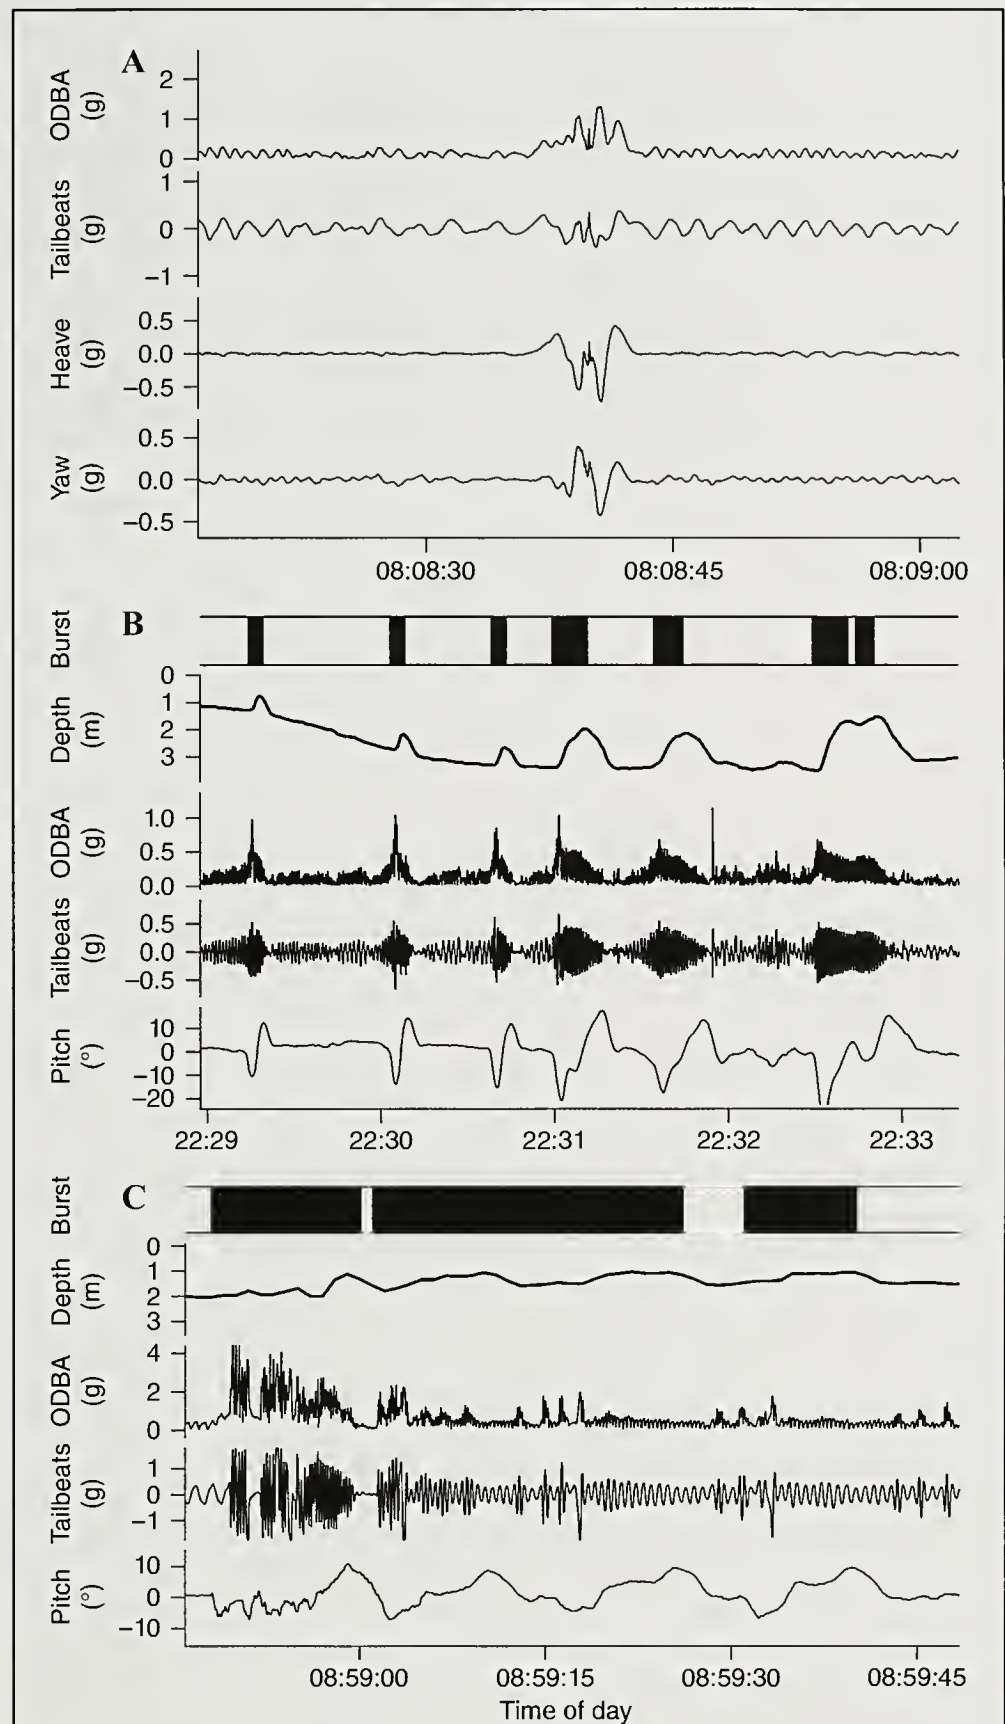 A
ODBA
(g)
2
1
0
Tailbeats
(g)
1
0
−1
Heave
(g)
0.5
0.0
−0.5
Yaw
(g)
0.5
0.0
−0.5
08:08:30 08:08:45 08:09:00
B
Burst
Depth
(m)
0
1
2
3
ODBA
(g)
1.0
0.5
0.0
Tailbeats
(g)
0.5
0.0
−0.5
Pitch
(°)
10
0
−10
−20
22:29 22:30 22:31 22:32 22:33
C
Burst
Depth
(m)
0
1
2
3
ODBA
(g)
4
2
0
Tailbeats
(g)
1
0
−1
Pitch
(°)
10
0
−10
08:59:00 08:59:15 08:59:30 08:59:45
Time of day